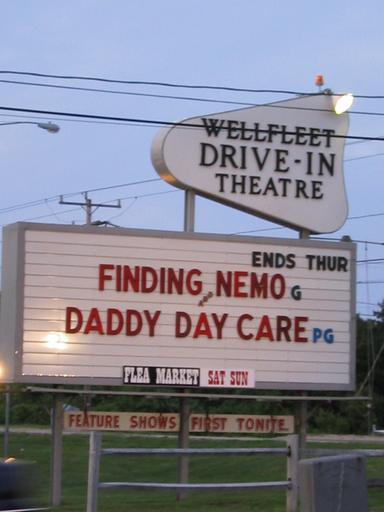 WELLFLEET
DRIVE-IN
THEATRE
ENDS THUR
FINDING NEMO G
AND
DADDY DAY CARE PG
FLEA MARKET SAT SUN
FEATURE SHOWS FIRST TONITE.